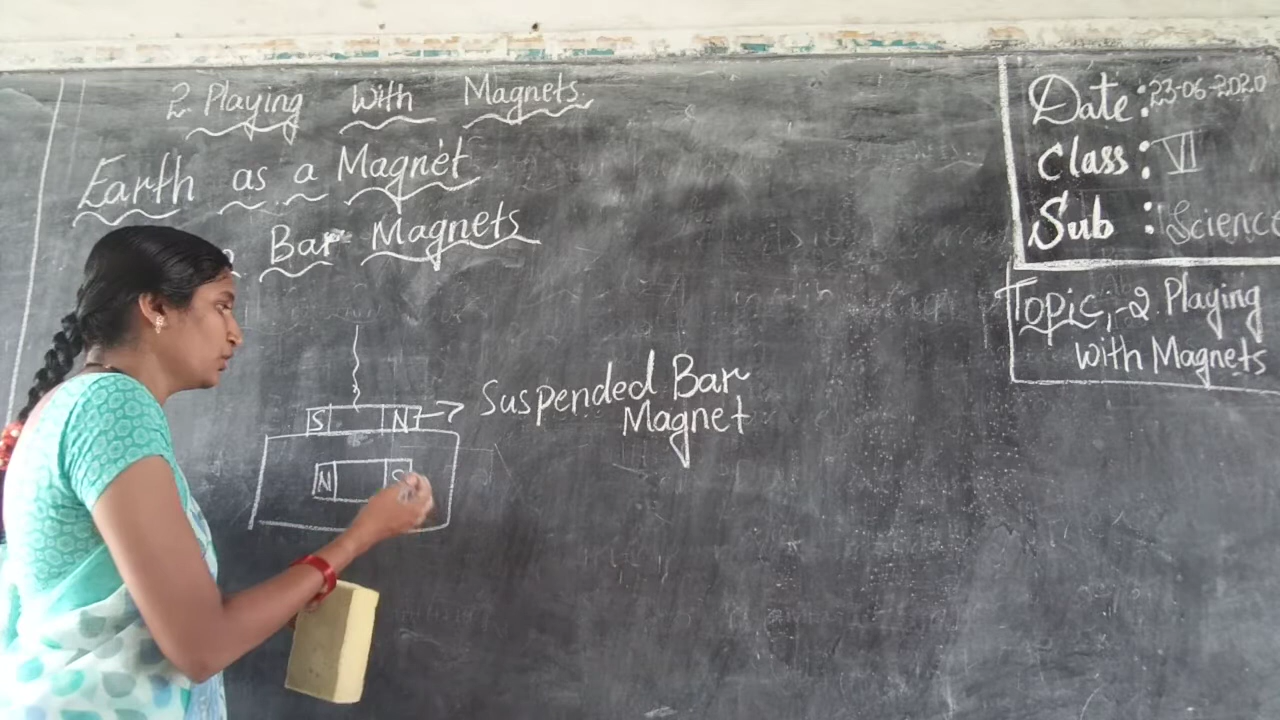 2 Playing With Magnets
Earth as a Magnet
Bar Magnets
S N
Suspended Bar
Magnet
N S
Date: 23-06-2020
Class: VI
Sub : Science
Topic,-2 Playing
with Magnets